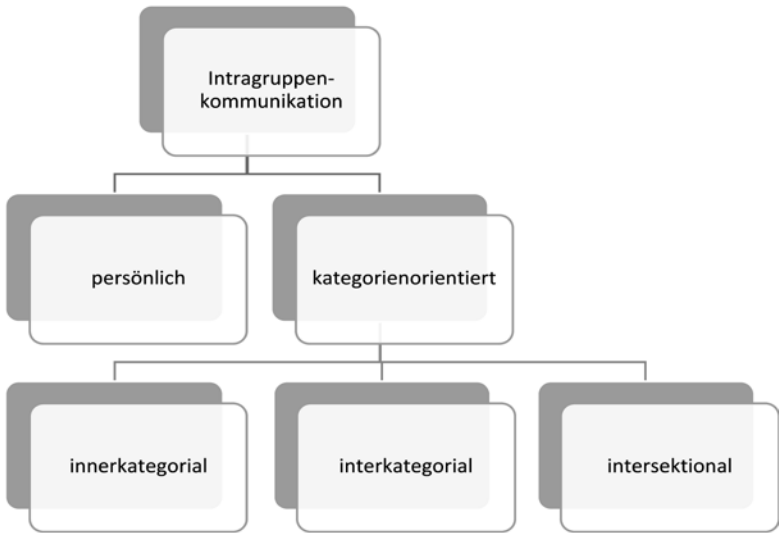 Intragruppen-
kommunikation
persönlich
kategorienorientiert
innerkategorial
interkategorial
intersektional